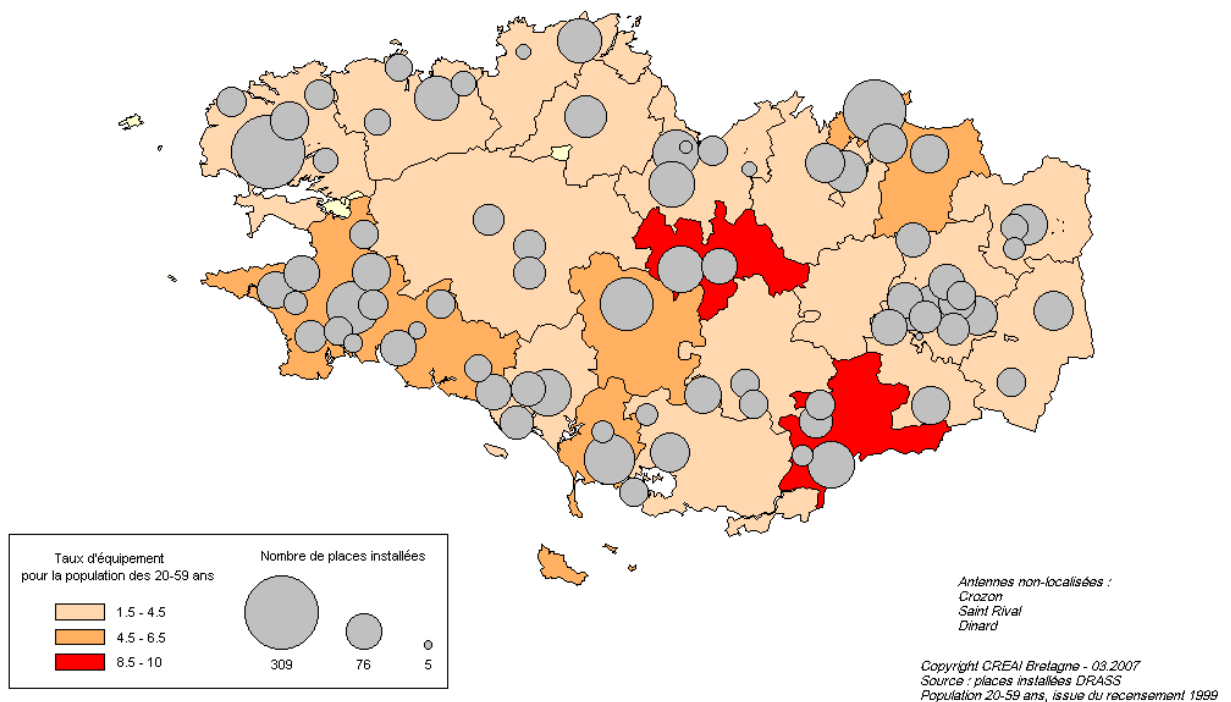 Taux d'équipement
pour la population des 20-59 ans
1.5 - 4.5
4.5 - 6.5
8.5 - 10
Nombre de places installées
309
76
5
Antennes non-localisées :
Crozon
Saint Rival
Dinard
Copyright CREAI Bretagne - 03.2007
Source : places installées DRASS
Population 20-59 ans, issue du recensement 1999